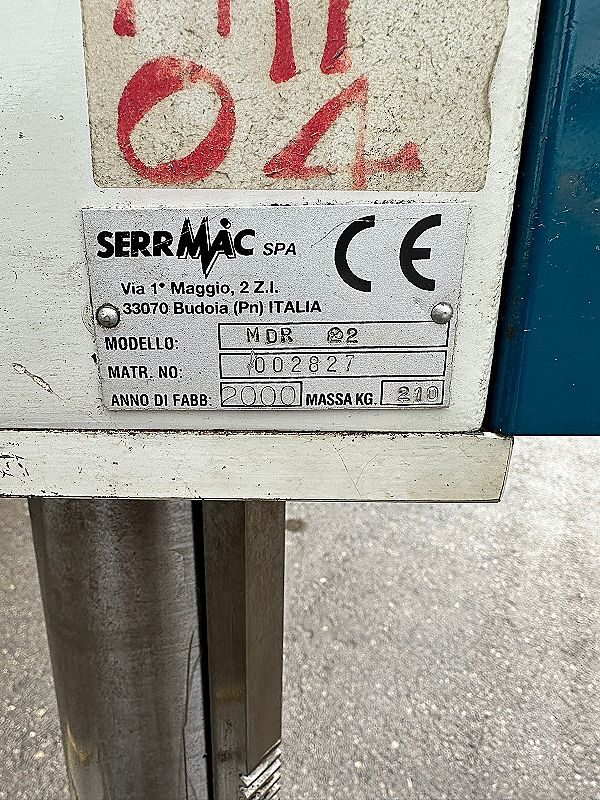 04
SERRMAC SPA
CE
Via 1° Maggio, 2 Z.I.
33070 Budoia (Pn) ITALIA
MODELLO: MDR
MATR. NO: 002827
ANNO DI FABB: 2000 MASSA KG. 210